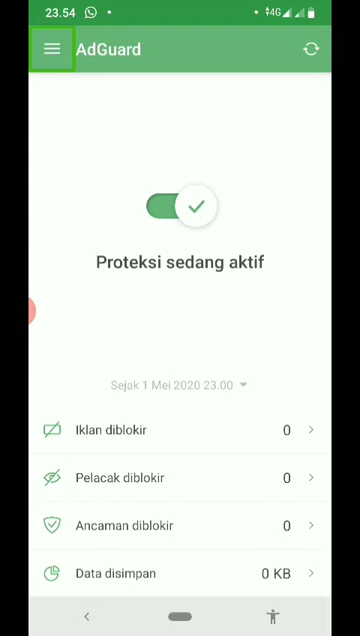 23.54 4G
AdGuard
Proteksi sedang aktif
Sejak 1 Mei 2020 23.00
Iklan diblokir 0
Pelacak diblokir 0
Ancaman diblokir 0
Data disimpan 0 KB